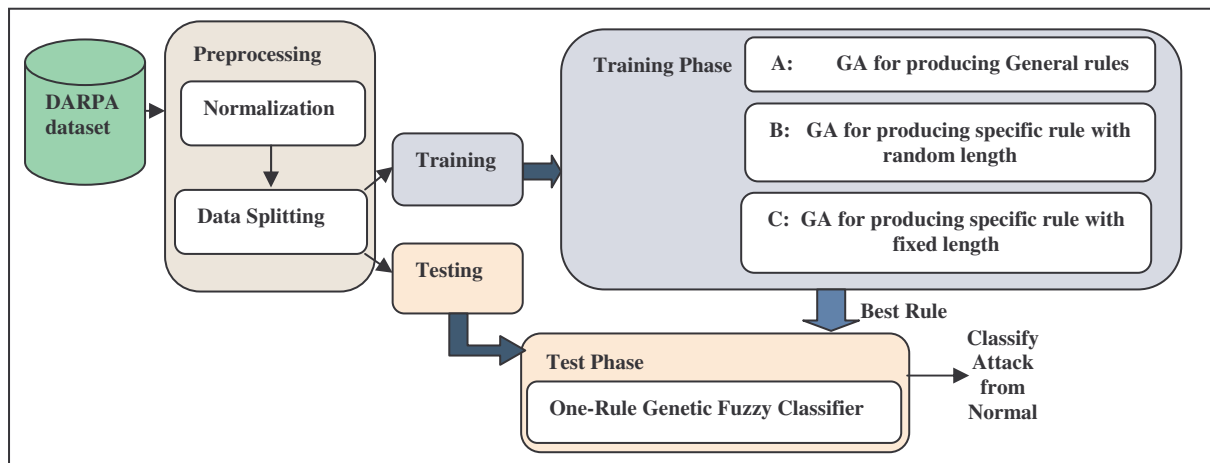 DARPA
dataset
Preprocessing
Normalization
Data Splitting
Training
Testing
Training Phase
A: GA for producing General rules
B: GA for producing specific rule with
random length
C: GA for producing specific rule with
fixed length
Best Rule
Test Phase
One-Rule Genetic Fuzzy Classifier
Classify
Attack
from
Normal